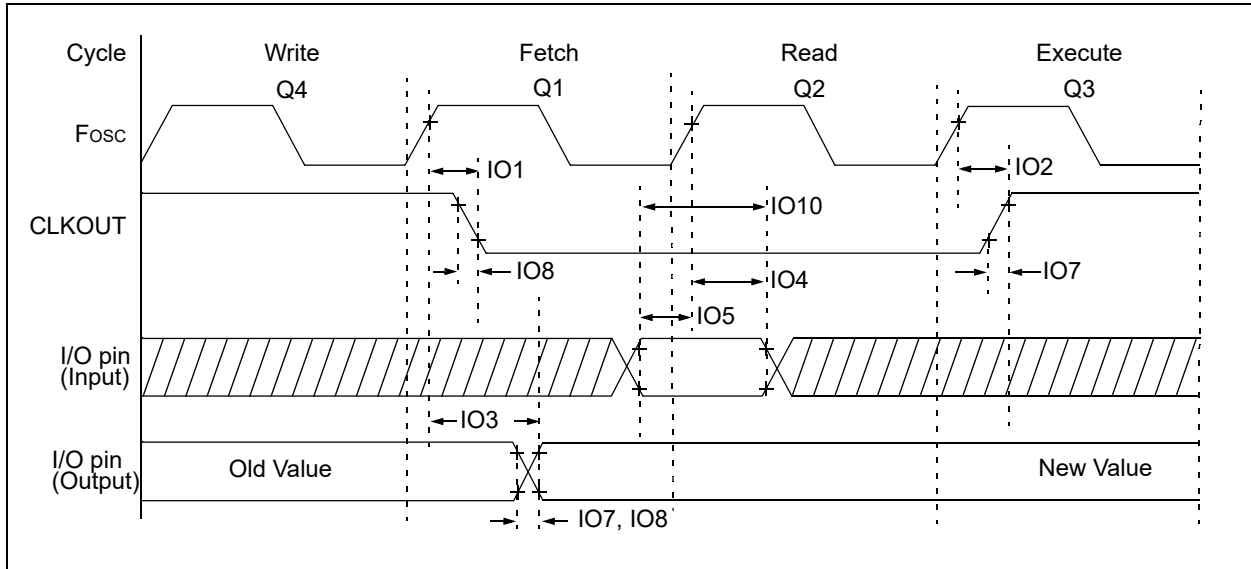 Cycle Write Fetch Read Execute
Q4 Q1 Q2 Q3
FOSC
IO1 IO2
IO10
CLKOUT
IO8 IO7
IO4
IO5
I/O pin
(Input)
IO3
I/O pin
(Output)
Old Value New Value
IO7, IO8